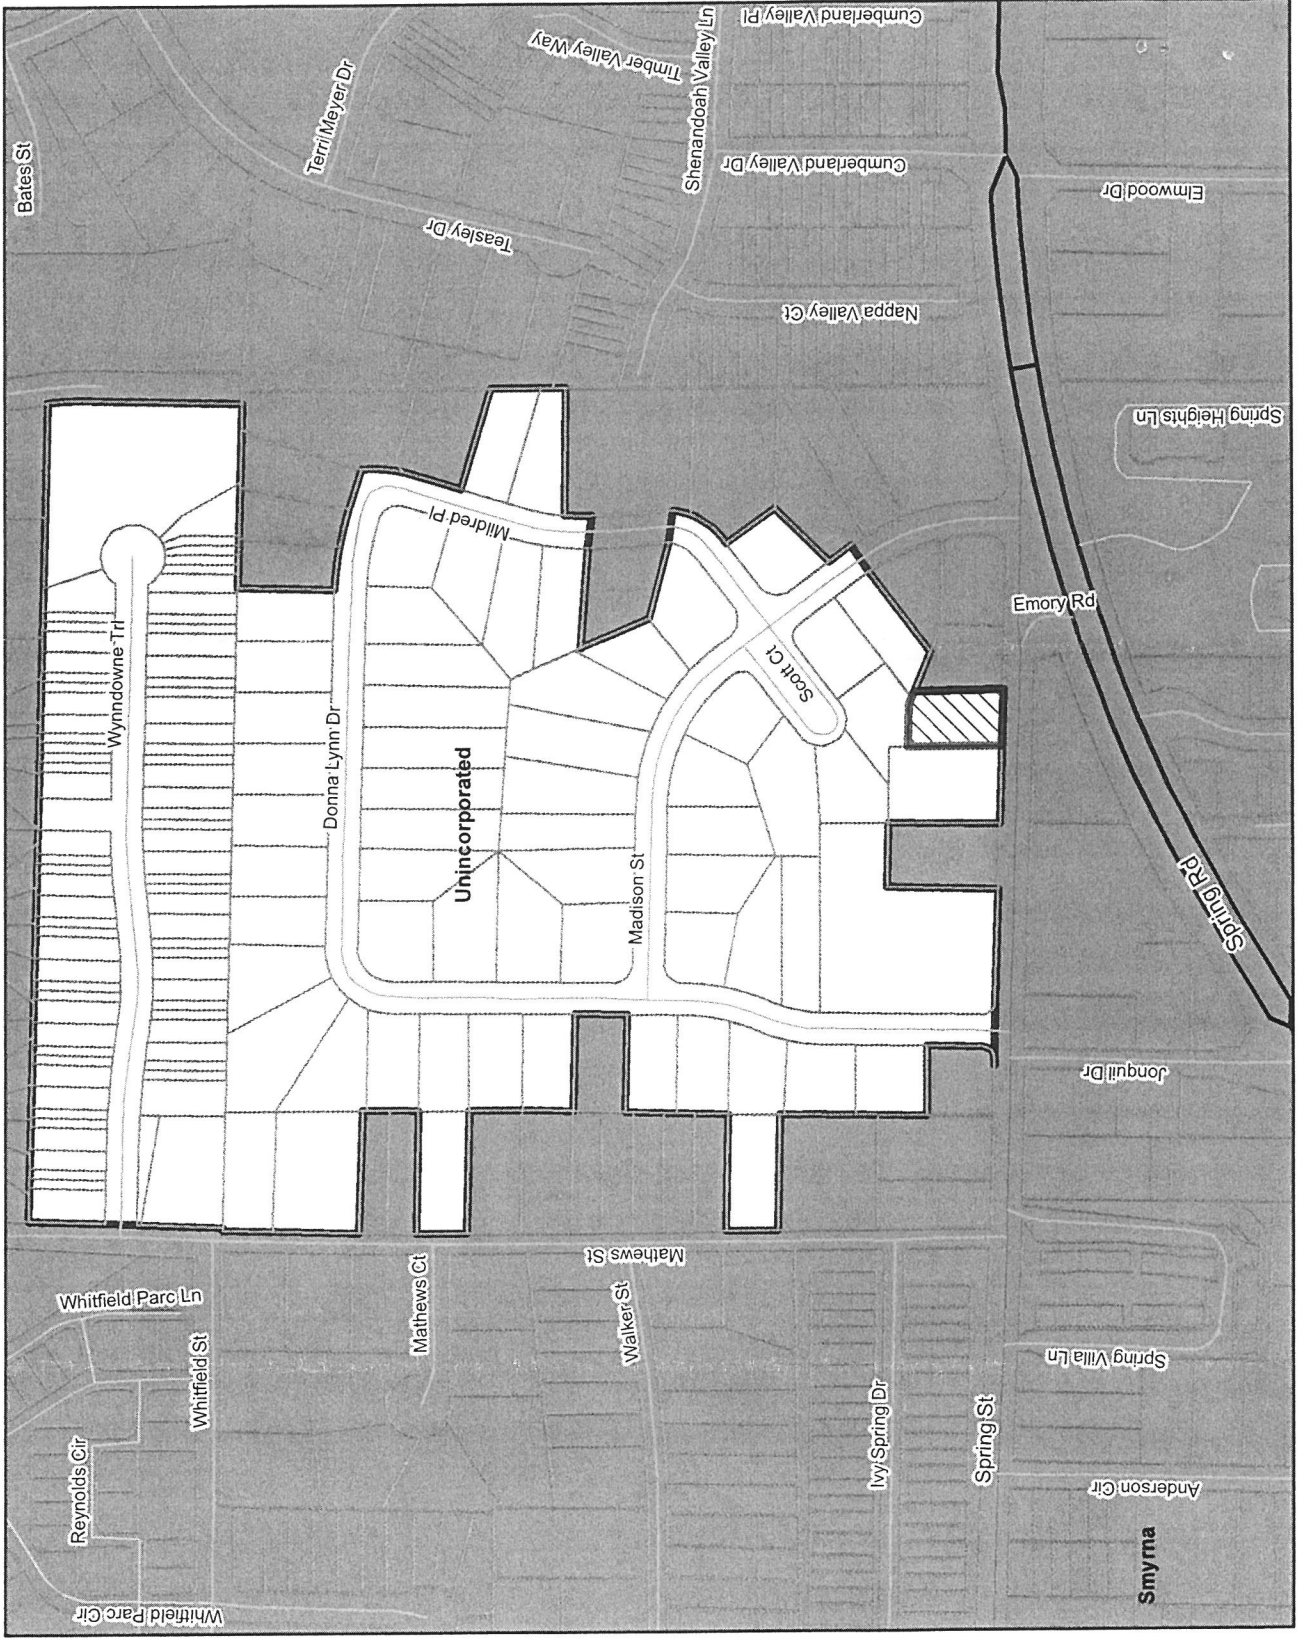 Bates St
Terri Meyer Dr
Teasley Dr
Timber Valley Way
Shenandoah Valley Ln
Cumberland Valley Pl
Cumberland Valley Dr
Nappa Valley Ct
Elmwood Dr
Spring Heights Ln
Emory Rd
Spring Rd
Wynndowne Trl
Donna Lynn Dr
Mildred Pl
Unincorporated
Madison St
Scott Ct
Jonquil Dr
Mathews St
Mathews Ct
Walker St
Whitfield Parc Ln
Whitfield St
Reynolds Cir
Whitfield Parc Cir
Ivy Spring Dr
Spring St
Spring Villa Ln
Anderson Cir
Smyrna